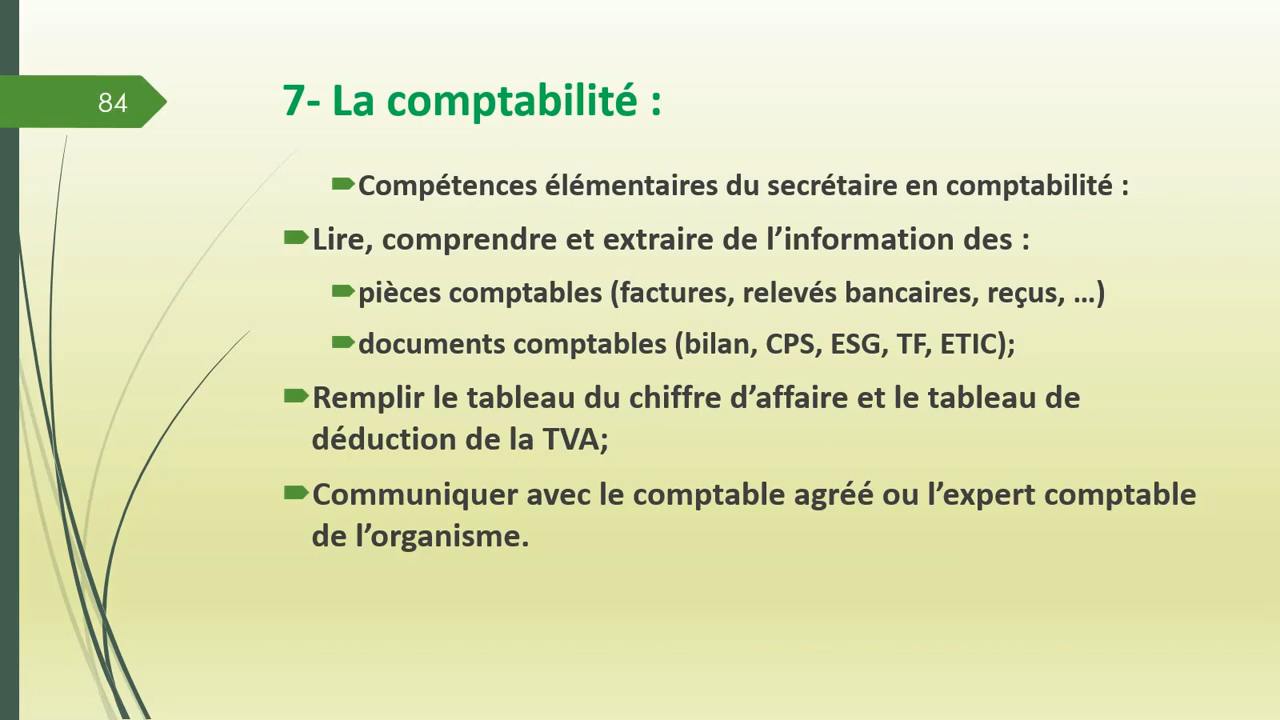 84
7- La comptabilité :
Compétences élémentaires du secrétaire en comptabilité :
Lire, comprendre et extraire de l’information des :
pièces comptables (factures, relevés bancaires, reçus, …)
documents comptables (bilan, CPS, ESG, TF, ETIC);
Remplir le tableau du chiffre d’affaire et le tableau de
déduction de la TVA;
Communiquer avec le comptable agréé ou l’expert comptable
de l’organisme.